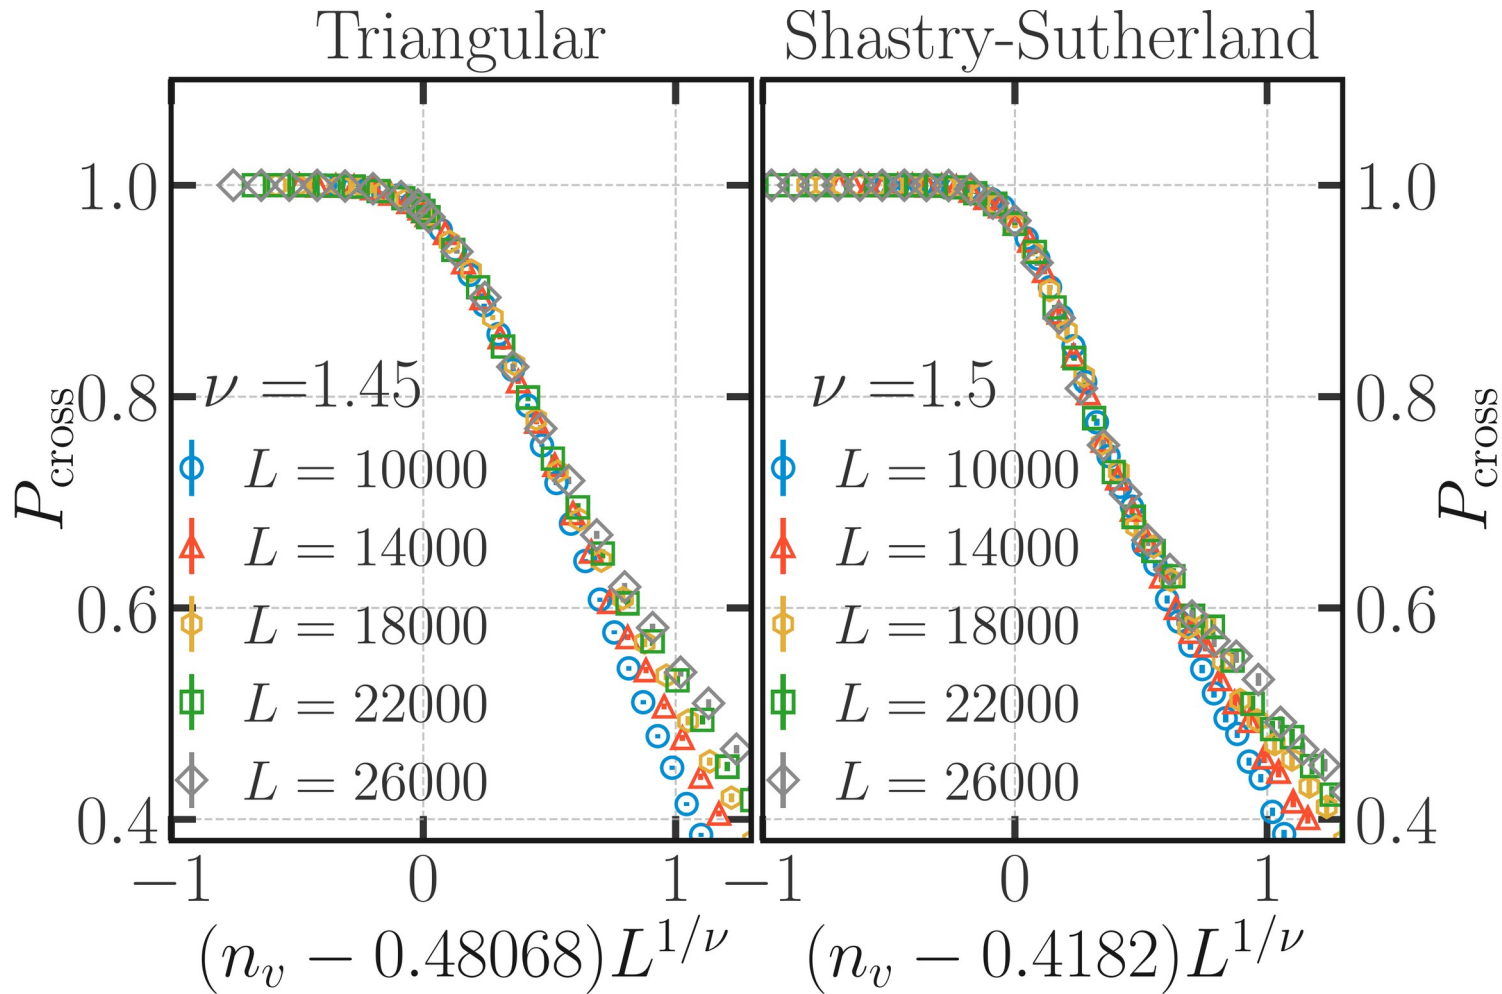 Triangular
Shastry-Sutherland
1.0
0.8
0.6
0.4
P_cross
ν =1.45
L = 10000
L = 14000
L = 18000
L = 22000
L = 26000
−1 0 1
(n_v − 0.48068)L^{1/ν}
ν =1.5
L = 10000
L = 14000
L = 18000
L = 22000
L = 26000
−1 0 1
(n_v − 0.4182)L^{1/ν}
1.0
0.8
0.6
0.4
P_cross